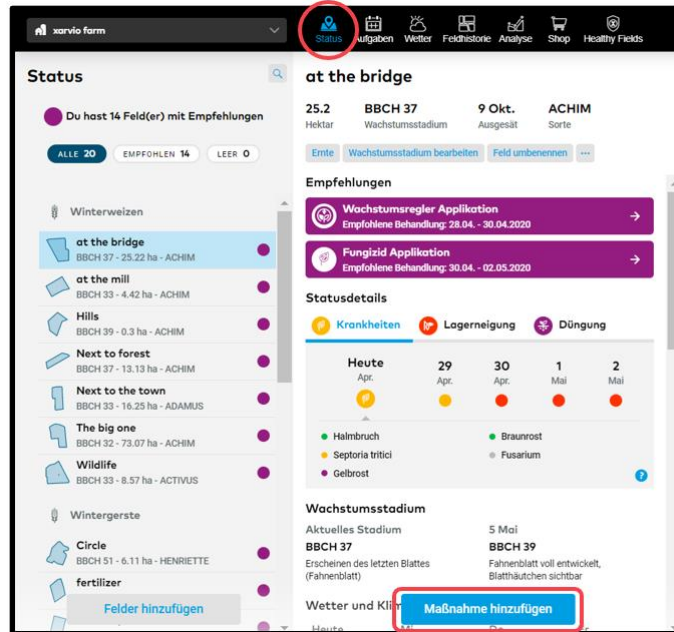 xarvio farm
Status
Aufgaben
Wetter
Feldhistorie
Analyse
Shop
Healthy Fields
Status
Du hast 14 Feld(er) mit Empfehlungen
ALLE 20
EMPFOHLEN 14
LEER 0
Winterweizen
at the bridge
BBCH 37 - 25.22 ha - ACHIM
at the mill
BBCH 33 - 4.42 ha - ACHIM
Hills
BBCH 39 - 0.3 ha - ACHIM
Next to forest
BBCH 37 - 13.13 ha - ACHIM
Next to the town
BBCH 33 - 16.25 ha - ADAMUS
The big one
BBCH 32 - 73.07 ha - ACHIM
Wildlife
BBCH 33 - 8.57 ha - ACTIVUS
Wintergerste
Circle
BBCH 51 - 6.11 ha - HENRIETTE
fertilizer
Felder hinzufügen
at the bridge
25.2 BBCH 37 9 Okt. ACHIM
Hektar Wachstumsstadium Ausgesät Sorte
Ernte
Wachstumsstadium bearbeiten
Feld umbenennen
...
Empfehlungen
Wachstumsregler Applikation
Empfohlene Behandlung: 28.04. - 30.04.2020
Fungizid Applikation
Empfohlene Behandlung: 30.04. - 02.05.2020
Statusdetails
Krankheiten
Lagerneigung
Düngung
Heute 29 30 1 2
Apr. Apr. Apr. Mai Mai
Halmbruch Braunrost
Septoria tritici Fusarium
Gelbrost
?
Wachstumsstadium
Aktuelles Stadium 5 Mai
BBCH 37 BBCH 39
Erscheinen des letzten Blattes Fahnenblatt voll entwickelt,
(Fahnenblatt) Blatthäutchen sichtbar
Wetter und
Maßnahme hinzufügen
Heute Mi Do